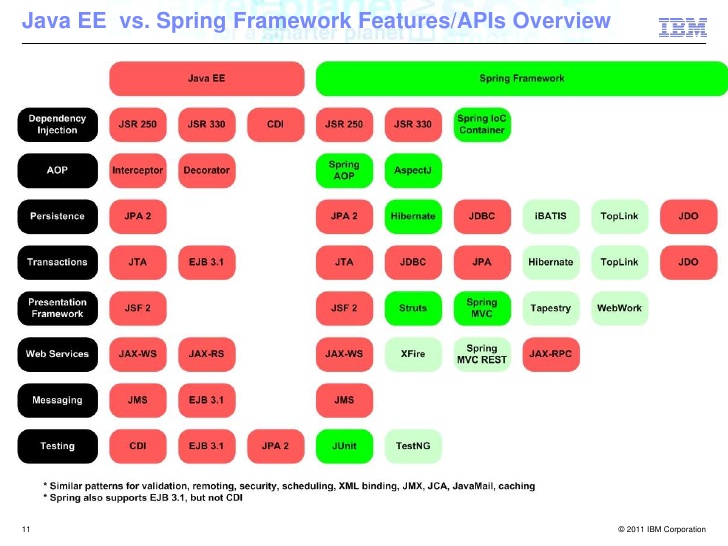 Java EE vs. Spring Framework Features/APIs Overview
IBM
Java EE
Spring Framework
Dependency
Injection
JSR 250
JSR 330
CDI
JSR 250
JSR 330
Spring IoC
Container
AOP
Interceptor
Decorator
Spring
AOP
AspectJ
Persistence
JPA 2
JPA 2
Hibernate
JDBC
iBATIS
TopLink
JDO
Transactions
JTA
EJB 3.1
JTA
JDBC
JPA
Hibernate
TopLink
JDO
Presentation
Framework
JSF 2
JSF 2
Struts
Spring
MVC
Tapestry
WebWork
Web Services
JAX-WS
JAX-RS
JAX-WS
XFire
Spring
MVC REST
JAX-RPC
Messaging
JMS
EJB 3.1
JMS
Testing
CDI
EJB 3.1
JPA 2
JUnit
TestNG
* Similar patterns for validation, remoting, security, scheduling, XML binding, JMX, JCA, JavaMail, caching
* Spring also supports EJB 3.1, but not CDI
11
© 2011 IBM Corporation